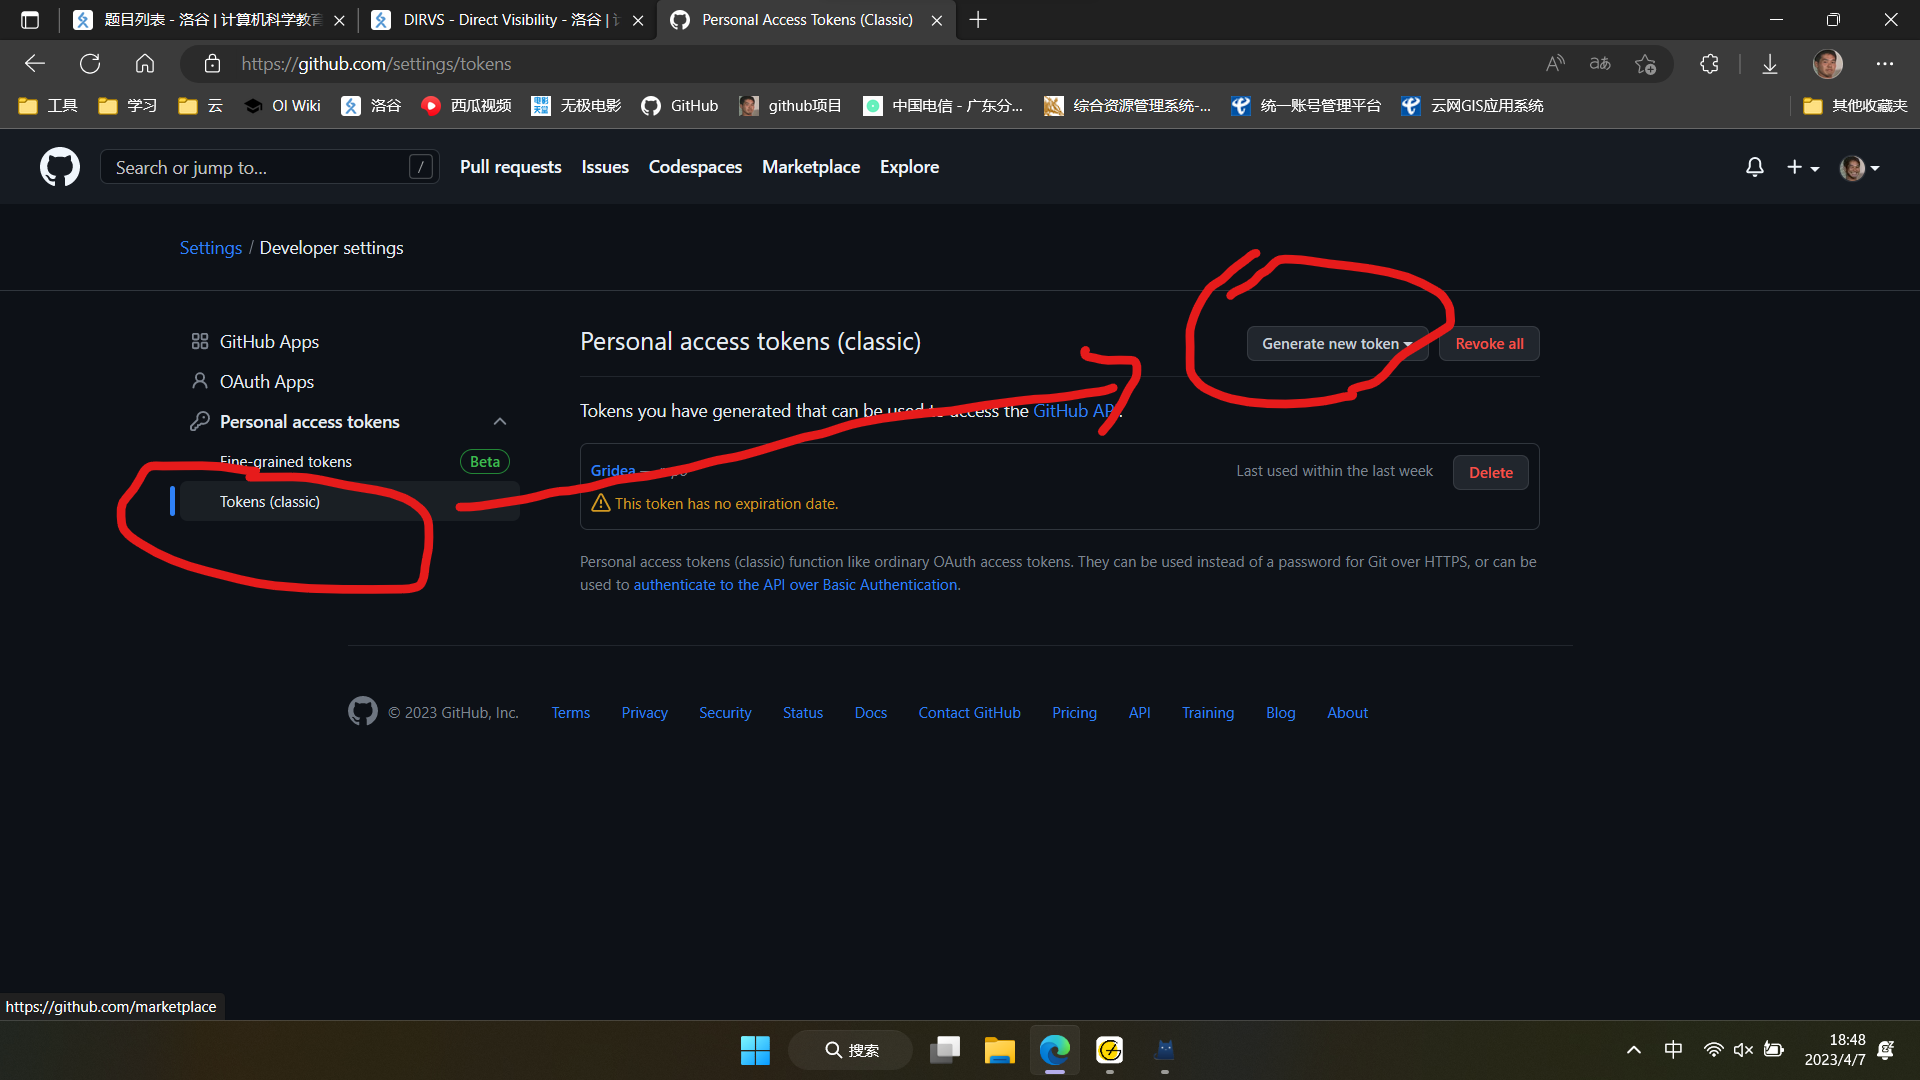 题目列表 - 洛谷 | 计算机科学教育
DIRVS - Direct Visibility - 洛谷 |
Personal Access Tokens (Classic)
https://github.com/settings/tokens
工具
学习
云
OI Wiki
洛谷
西瓜视频
无极电影
GitHub
github项目
中国电信 - 广东分...
综合资源管理系统-...
统一账号管理平台
云网GIS应用系统
其他收藏夹
Search or jump to...
/
Pull requests
Issues
Codespaces
Marketplace
Explore
Settings / Developer settings
GitHub Apps
OAuth Apps
Personal access tokens
Fine-grained tokens
Beta
Tokens (classic)
Personal access tokens (classic)
Generate new token
Revoke all
Tokens you have generated that can be used to access the GitHub API.
Gridea —
Last used within the last week
Delete
This token has no expiration date.
Personal access tokens (classic) function like ordinary OAuth access tokens. They can be used instead of a password for Git over HTTPS, or can be
used to authenticate to the API over Basic Authentication.
© 2023 GitHub, Inc.
Terms
Privacy
Security
Status
Docs
Contact GitHub
Pricing
API
Training
Blog
About
https://github.com/marketplace
搜索
中
18:48
2023/4/7